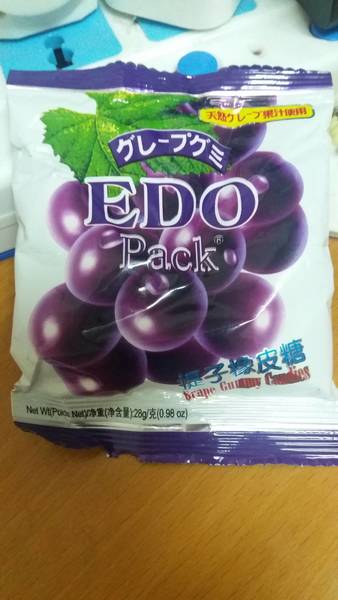 天然グレープ果汁使用
グレープグミ
EDO
Pack®
提子橡皮糖
Grape Gummy Candies
Net Wt(Poids Net)/净重(净含量):28g/克(0.98 oz)